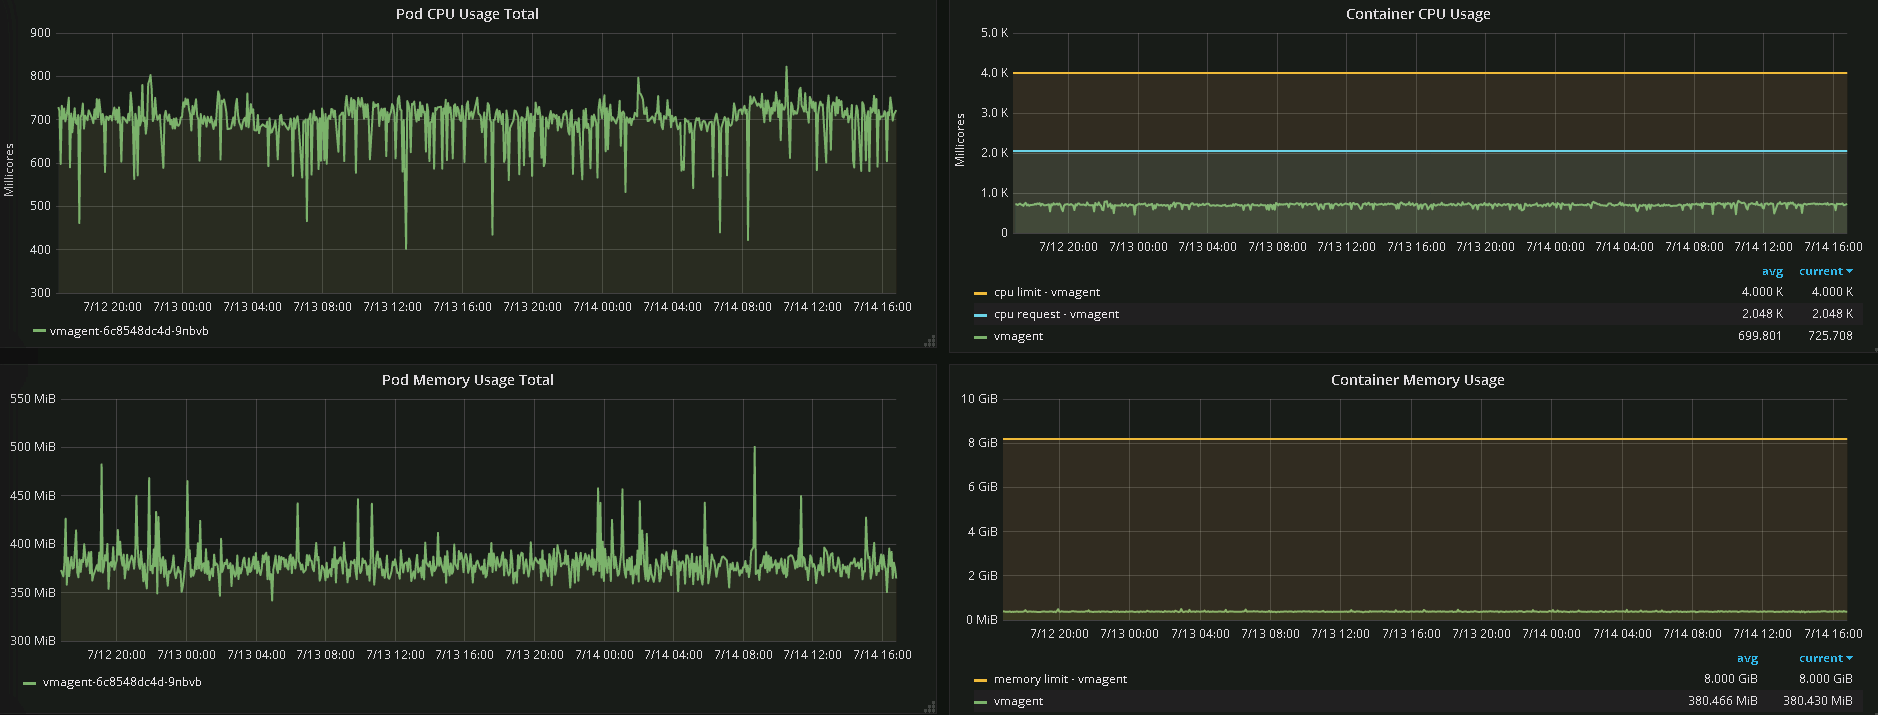 Pod CPU Usage Total
900
800
700
600
500
400
300
Millicores
7/12 20:00 7/13 00:00 7/13 04:00 7/13 08:00 7/13 12:00 7/13 16:00 7/13 20:00 7/14 00:00 7/14 04:00 7/14 08:00 7/14 12:00 7/14 16:00
vmagent-6c8548dc4d-9nbvb
Container CPU Usage
5.0 K
4.0 K
3.0 K
2.0 K
1.0 K
0
Millicores
7/12 20:00 7/13 00:00 7/13 04:00 7/13 08:00 7/13 12:00 7/13 16:00 7/13 20:00 7/14 00:00 7/14 04:00 7/14 08:00 7/14 12:00 7/14 16:00
avg current
cpu limit - vmagent 4.000 K 4.000 K
cpu request - vmagent 2.048 K 2.048 K
vmagent 699.801 725.708
Pod Memory Usage Total
550 MiB
500 MiB
450 MiB
400 MiB
350 MiB
300 MiB
7/12 20:00 7/13 00:00 7/13 04:00 7/13 08:00 7/13 12:00 7/13 16:00 7/13 20:00 7/14 00:00 7/14 04:00 7/14 08:00 7/14 12:00 7/14 16:00
vmagent-6c8548dc4d-9nbvb
Container Memory Usage
10 GiB
8 GiB
6 GiB
4 GiB
2 GiB
0 MiB
7/12 20:00 7/13 00:00 7/13 04:00 7/13 08:00 7/13 12:00 7/13 16:00 7/13 20:00 7/14 00:00 7/14 04:00 7/14 08:00 7/14 12:00 7/14 16:00
avg current
memory limit - vmagent 8.000 GiB 8.000 GiB
vmagent 380.466 MiB 380.430 MiB